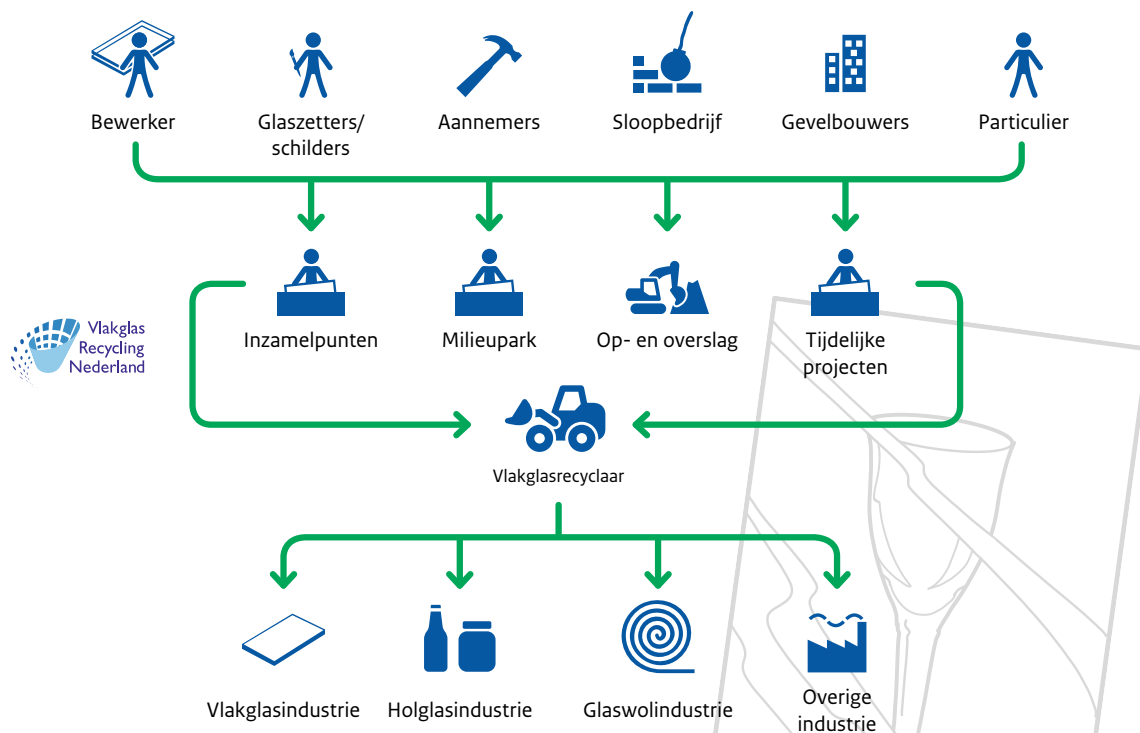 Bewerker
Glaszetters/
schilders
Aannemers
Sloopbedrijf
Gevelbouwers
Particulier
Vlakglas
Recycling
Nederland
Inzamelpunten
Milieupark
Op- en overslag
Tijdelijke
projecten
Vlakglasrecyclaar
Vlakglasindustrie
Holglasindustrie
Glaswolindustrie
Overige
industrie